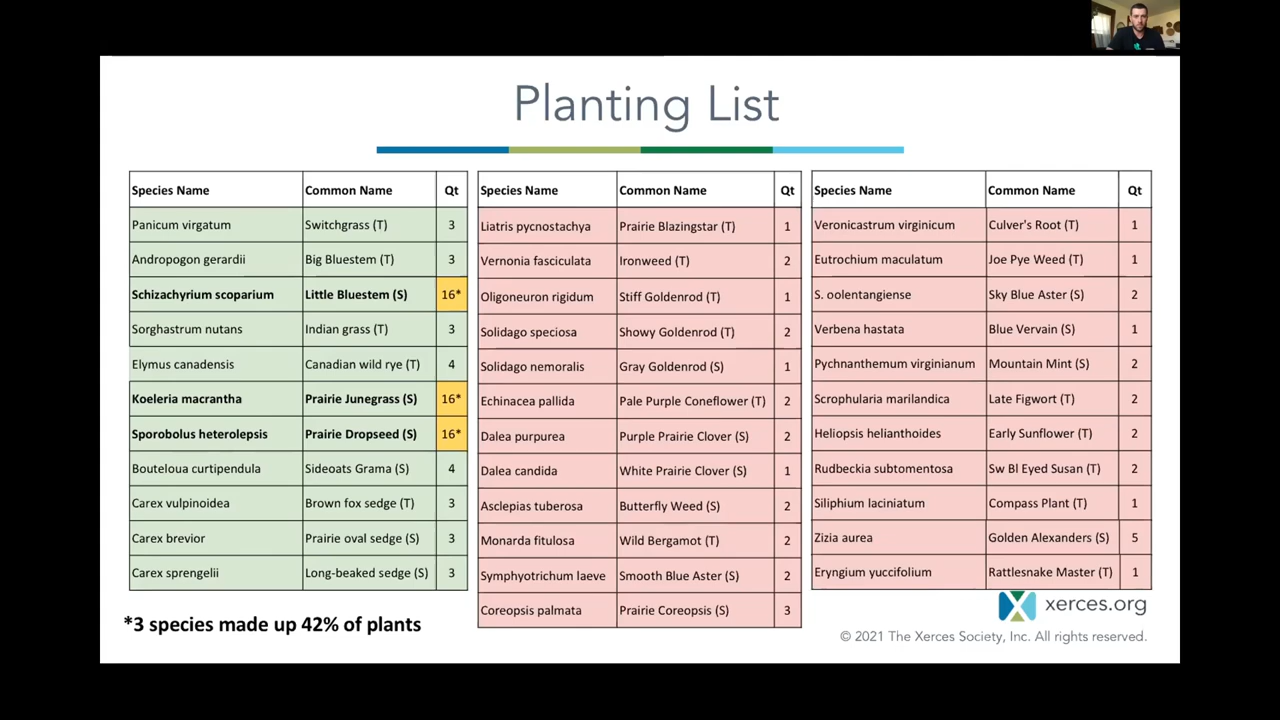 Planting List
Species Name Common Name Qt
Panicum virgatum Switchgrass (T) 3
Andropogon gerardii Big Bluestem (T) 3
Schizachyrium scoparium Little Bluestem (S) 16*
Sorghastrum nutans Indian grass (T) 3
Elymus canadensis Canadian wild rye (T) 4
Koeleria macrantha Prairie Junegrass (S) 16*
Sporobolus heterolepsis Prairie Dropseed (S) 16*
Bouteloua curtipendula Sideoats Grama (S) 4
Carex vulpinoidea Brown fox sedge (T) 3
Carex brevior Prairie oval sedge (S) 3
Carex sprengelii Long-beaked sedge (S) 3
*3 species made up 42% of plants
Species Name Common Name Qt
Liatris pycnostachya Prairie Blazingstar (T) 1
Vernonia fasciculata Ironweed (T) 2
Oligoneuron rigidum Stiff Goldenrod (T) 1
Solidago speciosa Showy Goldenrod (T) 2
Solidago nemoralis Gray Goldenrod (S) 1
Echinacea pallida Pale Purple Coneflower (T) 2
Dalea purpurea Purple Prairie Clover (S) 2
Dalea candida White Prairie Clover (S) 1
Asclepias tuberosa Butterfly Weed (S) 2
Monarda fitulosa Wild Bergamot (T) 2
Symphyotrichum laeve Smooth Blue Aster (S) 2
Coreopsis palmata Prairie Coreopsis (S) 3
Species Name Common Name Qt
Veronicastrum virginicum Culver's Root (T) 1
Eutrochium maculatum Joe Pye Weed (T) 1
S. oolentangiense Sky Blue Aster (S) 2
Verbena hastata Blue Vervain (S) 1
Pychnanthemum virginianum Mountain Mint (S) 2
Scrophularia marilandica Late Figwort (T) 2
Heliopsis helianthoides Early Sunflower (T) 2
Rudbeckia subtomentosa Sw Bl Eyed Susan (T) 2
Siliphium laciniatum Compass Plant (T) 1
Zizia aurea Golden Alexanders (S) 5
Eryngium yuccifolium Rattlesnake Master (T) 1
xerces.org
© 2021 The Xerces Society, Inc. All rights reserved.